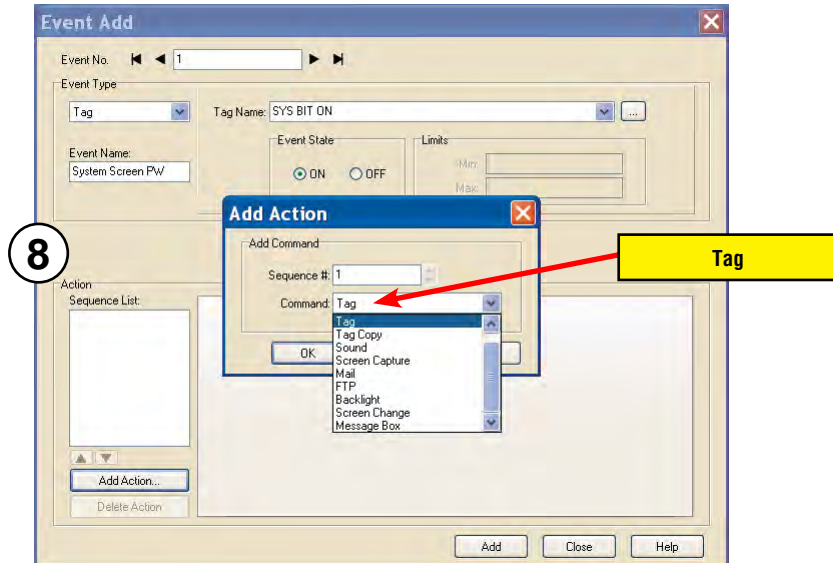 Event Add
Event No. 1
Event Type
Tag
Tag Name: SYS BIT ON
...
Event Name:
System Screen PW
Event State
ON OFF
Limits
Min:
Max:
8
Add Action
Add Command
Sequence #: 1
Command: Tag
Tag
Tag Copy
Sound
Screen Capture
Mail
FTP
Backlight
Screen Change
Message Box
OK
Tag
Action
Sequence List:
Add Action...
Delete Action
Add Close Help